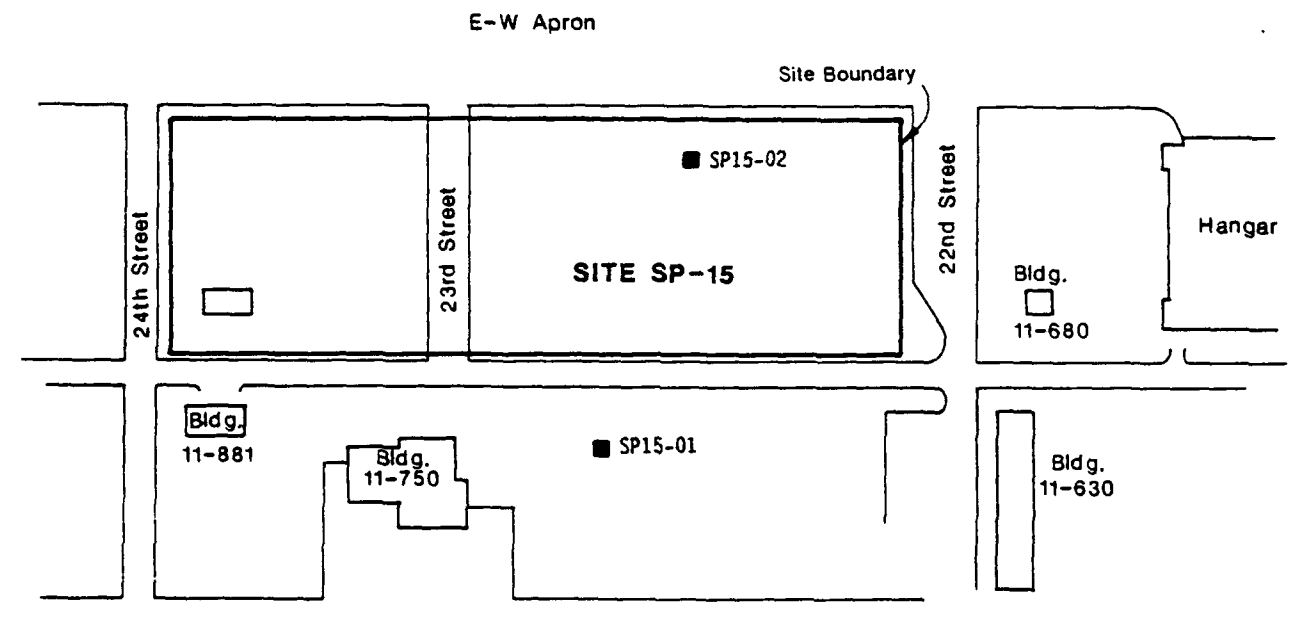 E-W Apron
Site Boundary
SP15-02
24th Street
23rd Street
22nd Street
Hangar
SITE SP-15
Bldg.
11-680
Bldg.
11-881
Bldg.
11-750
SP15-01
Bldg.
11-630